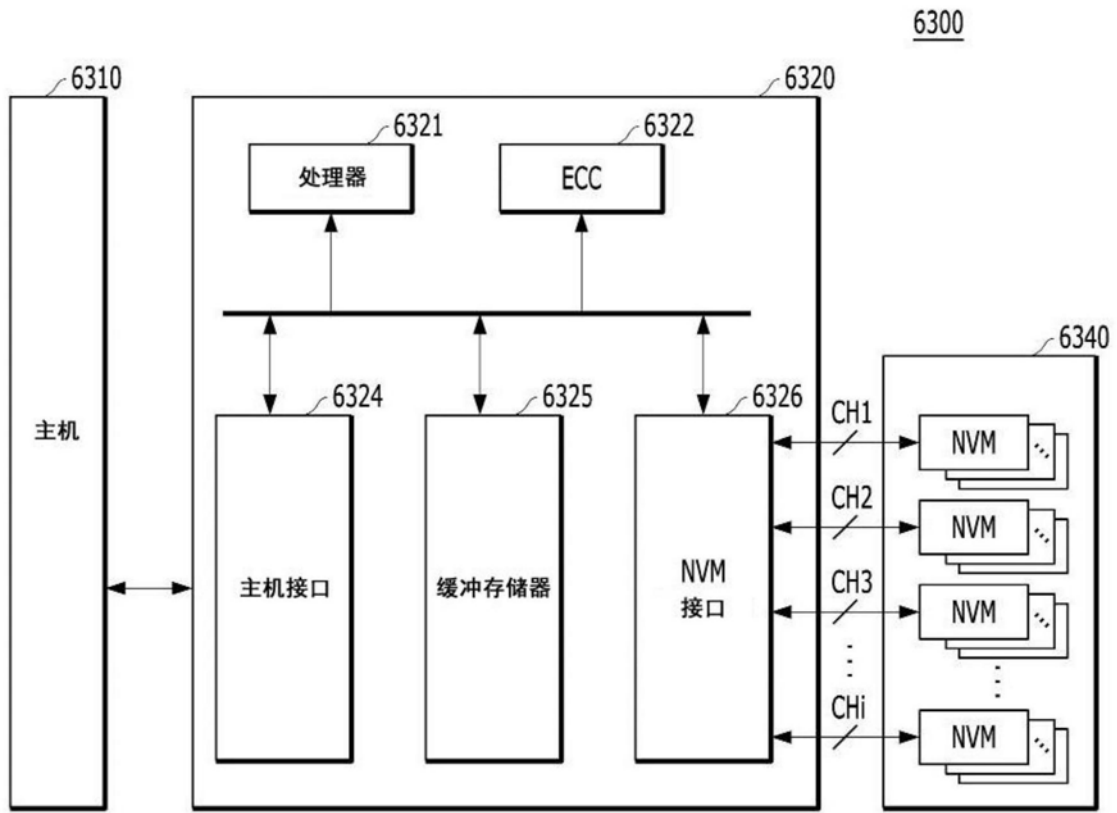 6300
6310
6320
6321
6322
处理器
ECC
6340
6324
6325
6326
CH1
NVM
主机
CH2
NVM
主机接口
缓冲存储器
NVM
接口
CH3
NVM
CHi
NVM